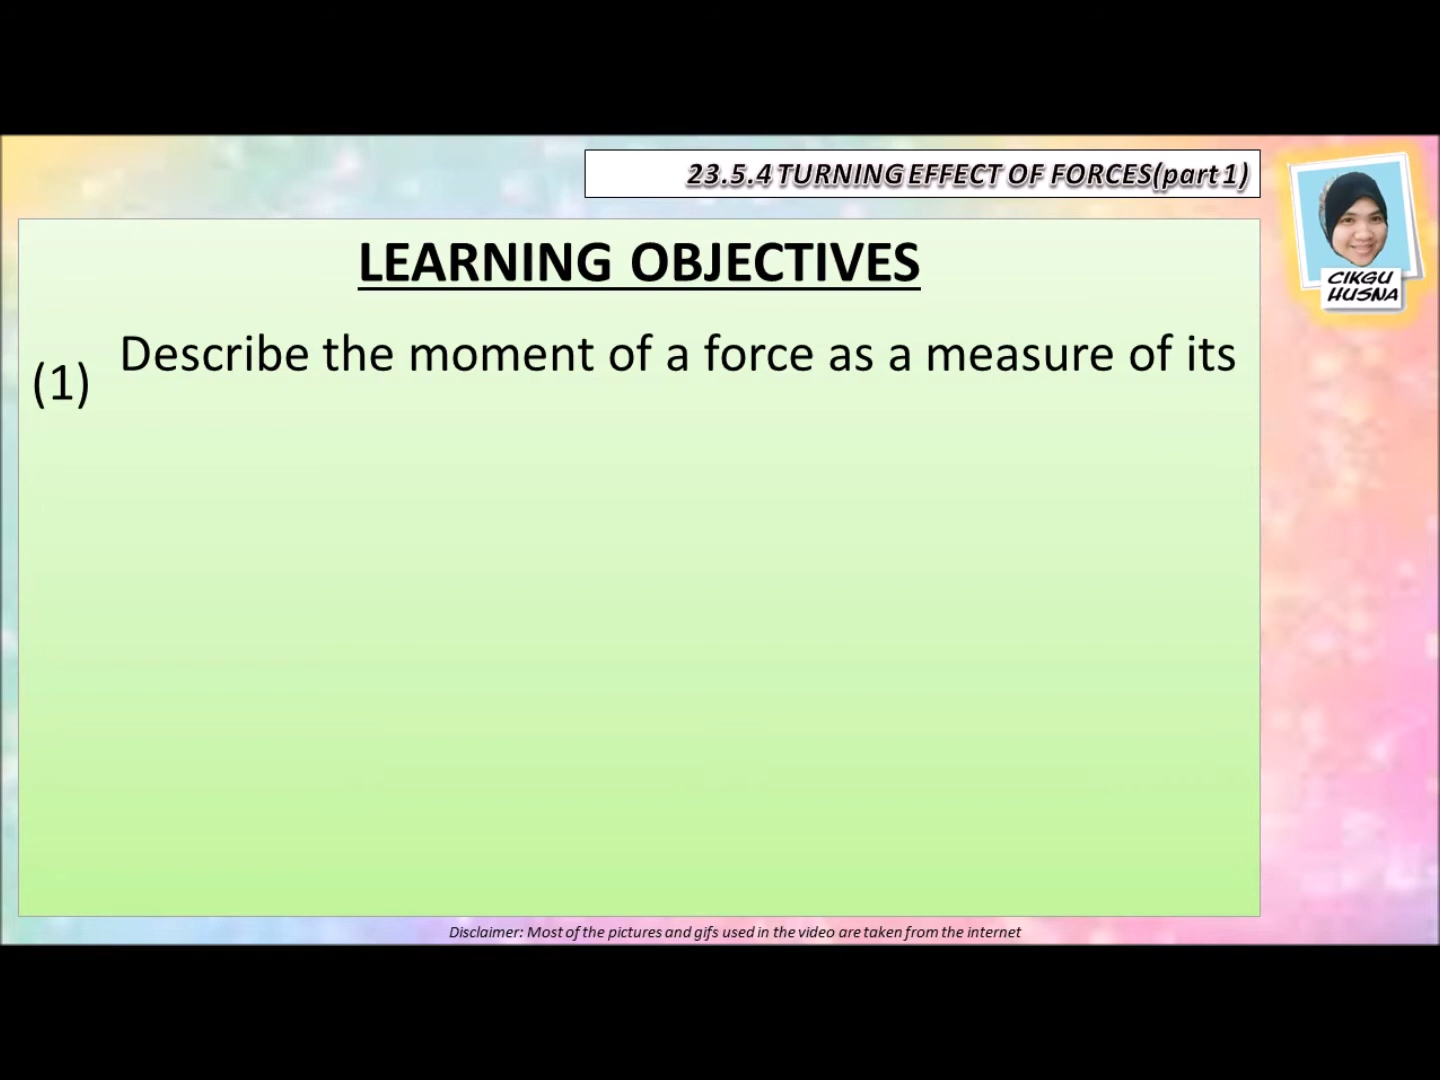 23.5.4 TURNING EFFECT OF FORCES(part 1)
CIKGU
HUSNA
LEARNING OBJECTIVES
(1) Describe the moment of a force as a measure of its
Disclaimer: Most of the pictures and gifs used in the video are taken from the internet